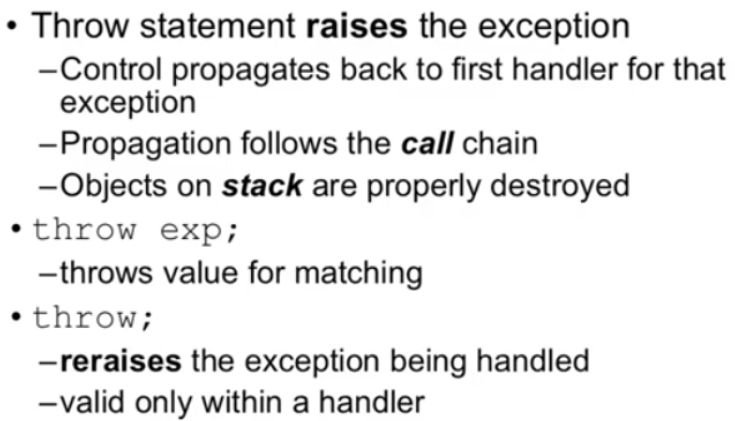 • Throw statement raises the exception
–Control propagates back to first handler for that
exception
–Propagation follows the call chain
–Objects on stack are properly destroyed
• throw exp;
–throws value for matching
• throw;
–reraises the exception being handled
–valid only within a handler